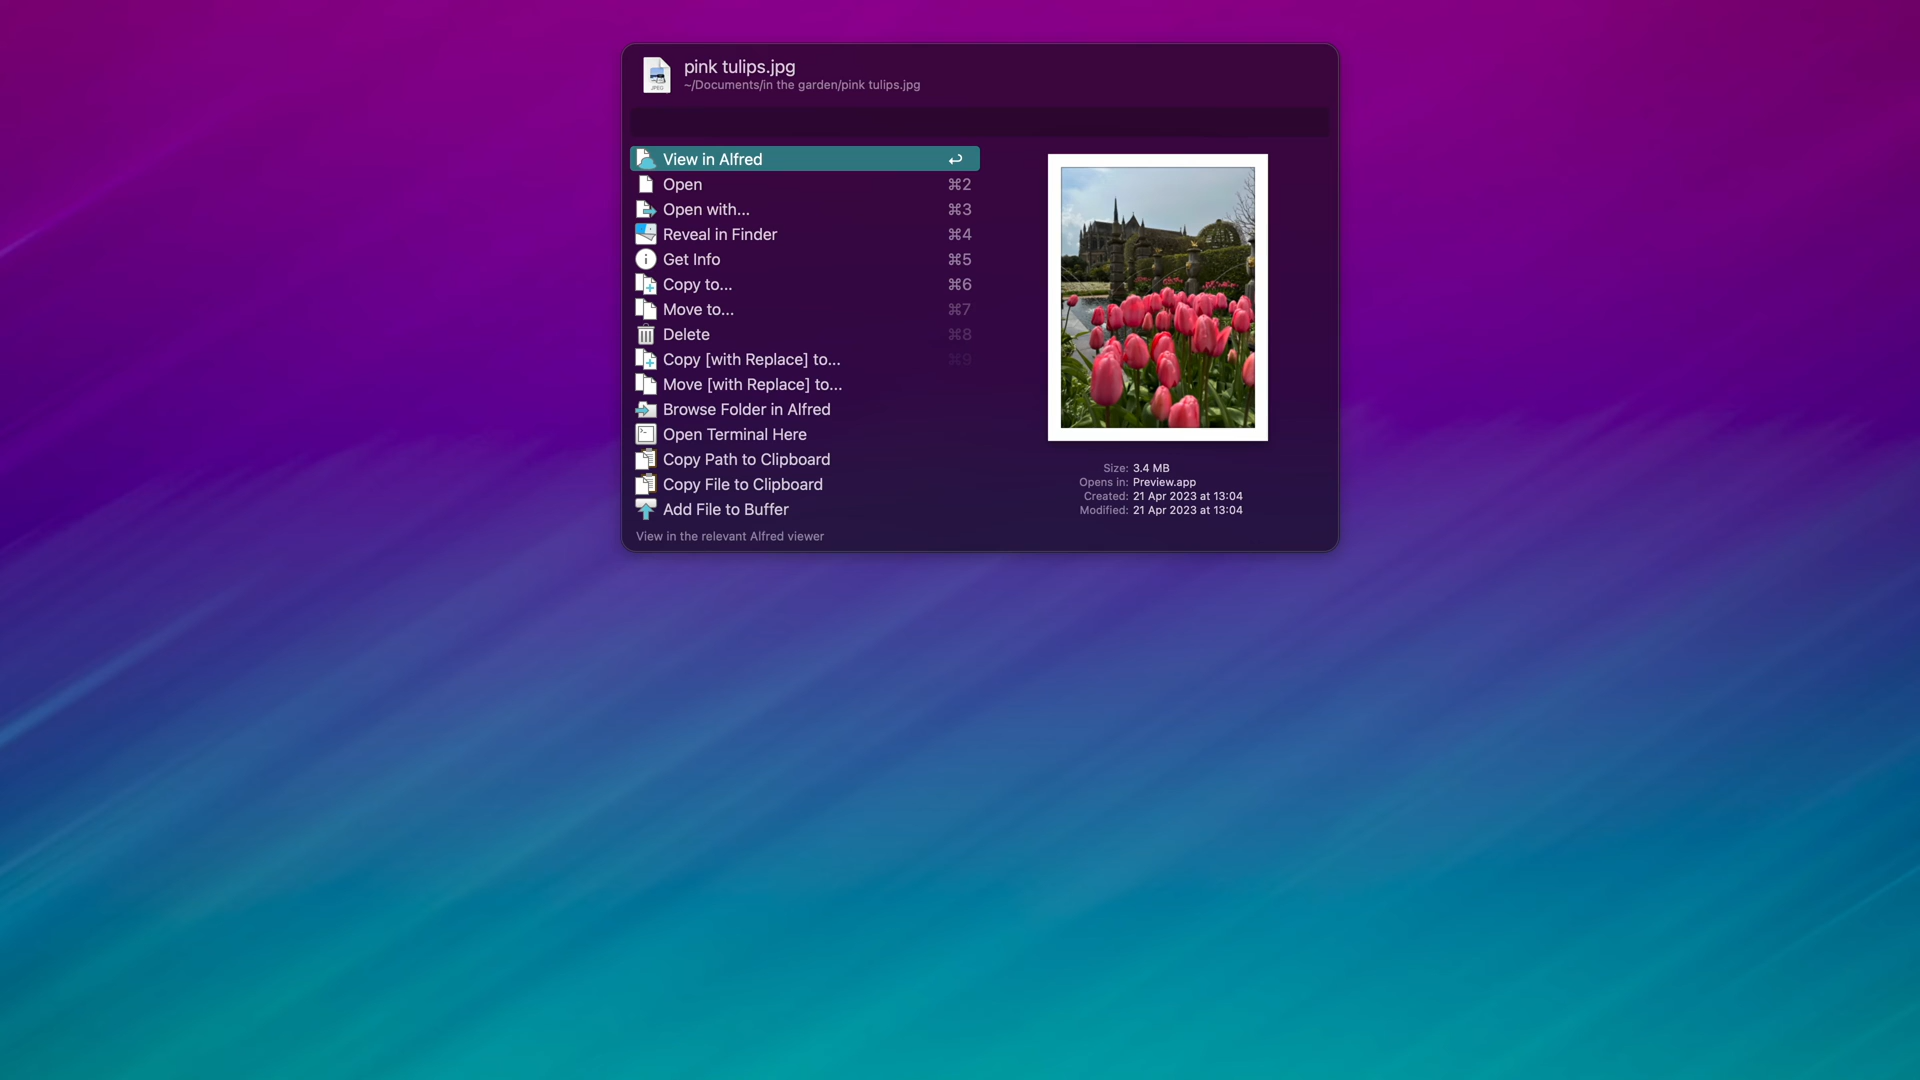 JPEG
pink tulips.jpg
~/Documents/in the garden/pink tulips.jpg
View in Alfred ↩
Open ⌘2
Open with... ⌘3
Reveal in Finder ⌘4
Get Info ⌘5
Copy to... ⌘6
Move to... ⌘7
Delete ⌘8
Copy [with Replace] to... ⌘9
Move [with Replace] to...
Browse Folder in Alfred
Open Terminal Here
Copy Path to Clipboard
Copy File to Clipboard
Add File to Buffer
View in the relevant Alfred viewer
Size: 3.4 MB
Opens in: Preview.app
Created: 21 Apr 2023 at 13:04
Modified: 21 Apr 2023 at 13:04